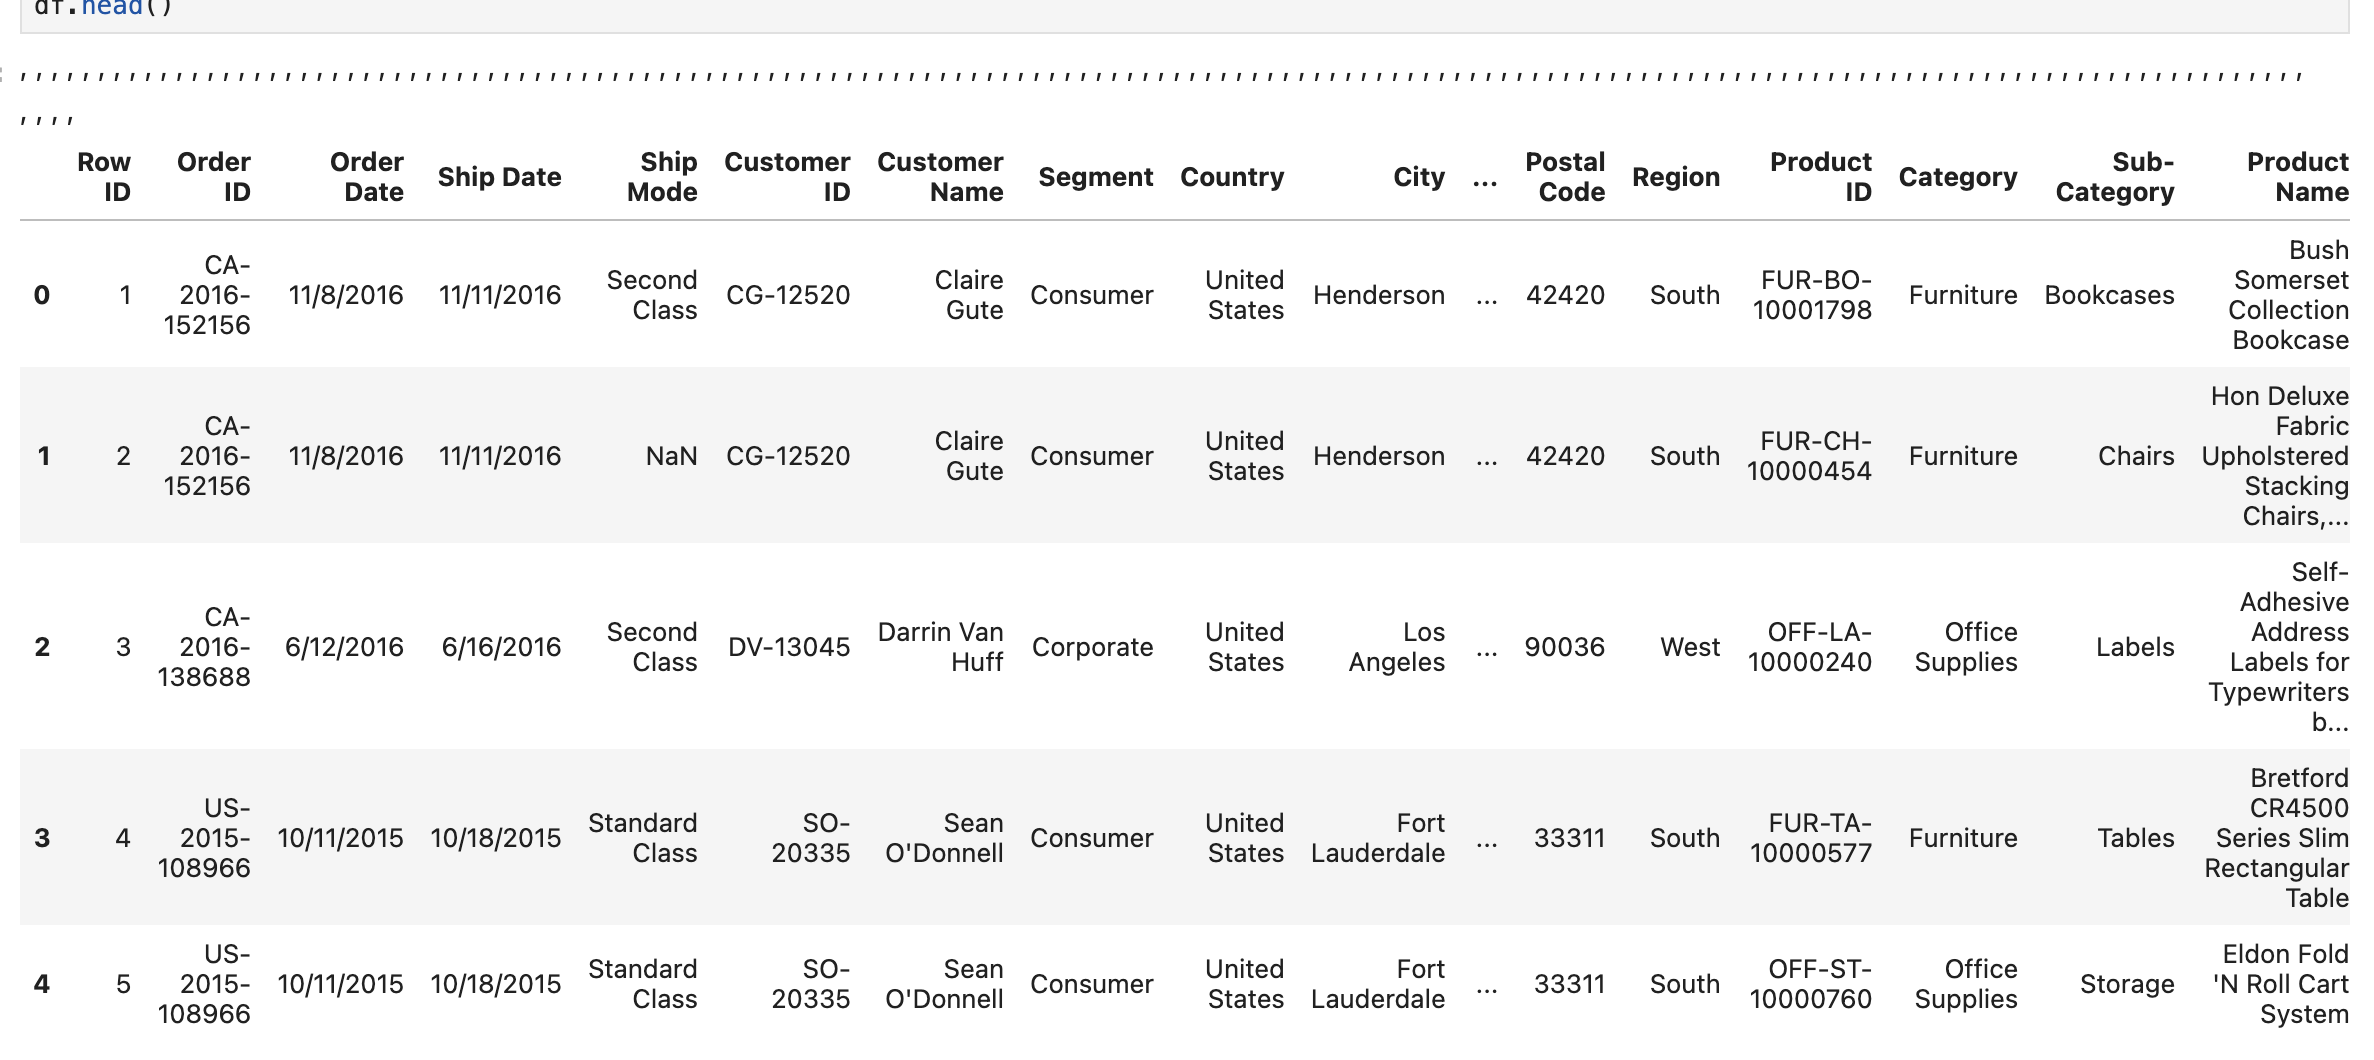 df.head()
, , , , , , , , , , , , , , , , , , , , , , , , , , , , , , , , , , , , , , , , , , , , , , , , , , , , , , , , , , , , , , , , , , , , , , , , , , , , , , , , , , , , , , , , , , , , , , , , , , , , , , , , , , , , , , , , , , , , , , , , , , , , , , , , , , , , , , , , , , , , , , , , , , , ,
, , , ,
Row ID Order ID Order Date Ship Date Ship Mode Customer ID Customer Name Segment Country City ... Postal Code Region Product ID Category Sub-Category Product Name
0 1 CA-2016-152156 11/8/2016 11/11/2016 Second Class CG-12520 Claire Gute Consumer United States Henderson ... 42420 South FUR-BO-10001798 Furniture Bookcases Bush Somerset Collection Bookcase
1 2 CA-2016-152156 11/8/2016 11/11/2016 NaN CG-12520 Claire Gute Consumer United States Henderson ... 42420 South FUR-CH-10000454 Furniture Chairs Hon Deluxe Fabric Upholstered Stacking Chairs,...
2 3 CA-2016-138688 6/12/2016 6/16/2016 Second Class DV-13045 Darrin Van Huff Corporate United States Los Angeles ... 90036 West OFF-LA-10000240 Office Supplies Labels Self-Adhesive Address Labels for Typewriters b...
3 4 US-2015-108966 10/11/2015 10/18/2015 Standard Class SO-20335 Sean O'Donnell Consumer United States Fort Lauderdale ... 33311 South FUR-TA-10000577 Furniture Tables Bretford CR4500 Series Slim Rectangular Table
4 5 US-2015-108966 10/11/2015 10/18/2015 Standard Class SO-20335 Sean O'Donnell Consumer United States Fort Lauderdale ... 33311 South OFF-ST-10000760 Office Supplies Storage Eldon Fold 'N Roll Cart System